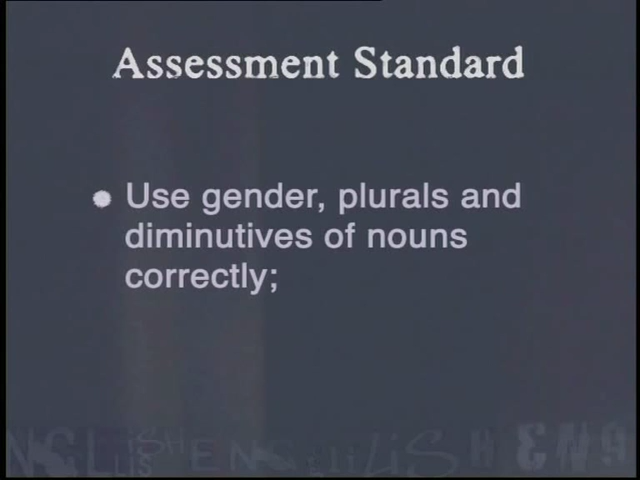 Assessment Standard
Use gender, plurals and
diminutives of nouns
correctly;